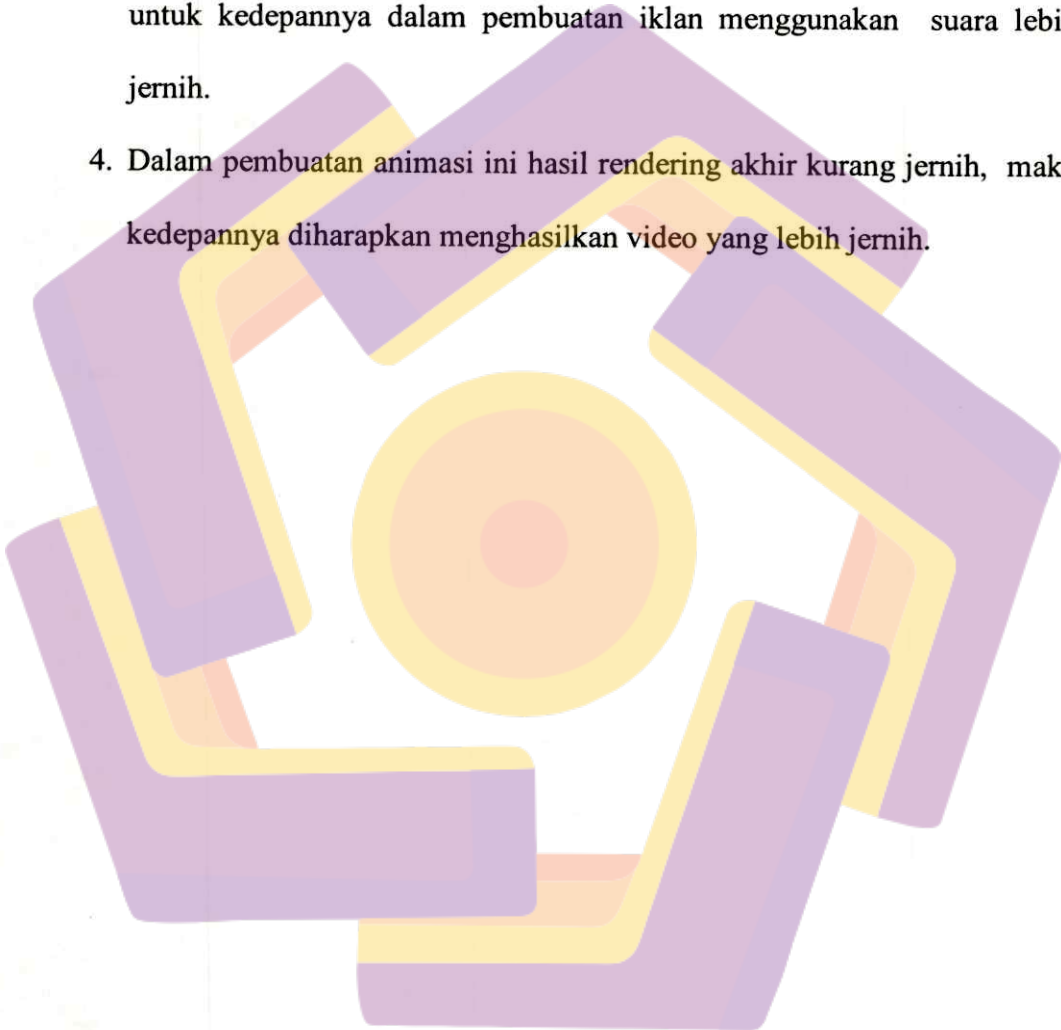 untuk kedepannya dalam pembuatan iklan menggunakan suara lebi
jernih.
4. Dalam pembuatan animasi ini hasil rendering akhir kurang jernih, mak
kedepannya diharapkan menghasilkan video yang lebih jernih.